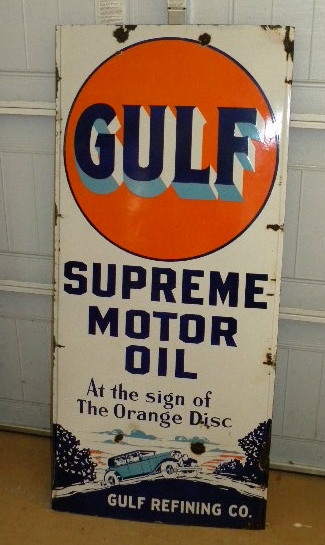 GULF
SUPREME
MOTOR
OIL
At the sign of
The Orange Disc
GULF REFINING CO.